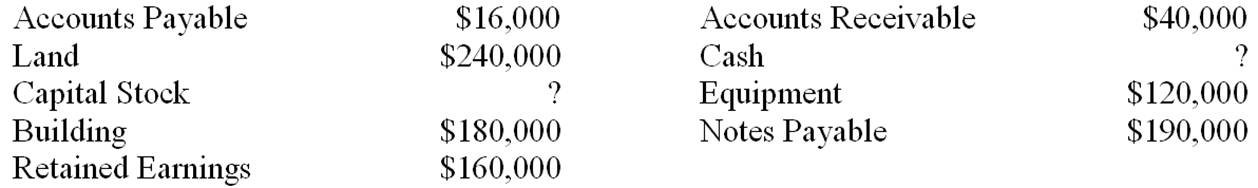 Accounts Payable $16,000 Accounts Receivable $40,000
Land $240,000 Cash ?
Capital Stock ? Equipment $120,000
Building $180,000 Notes Payable $190,000
Retained Earnings $160,000